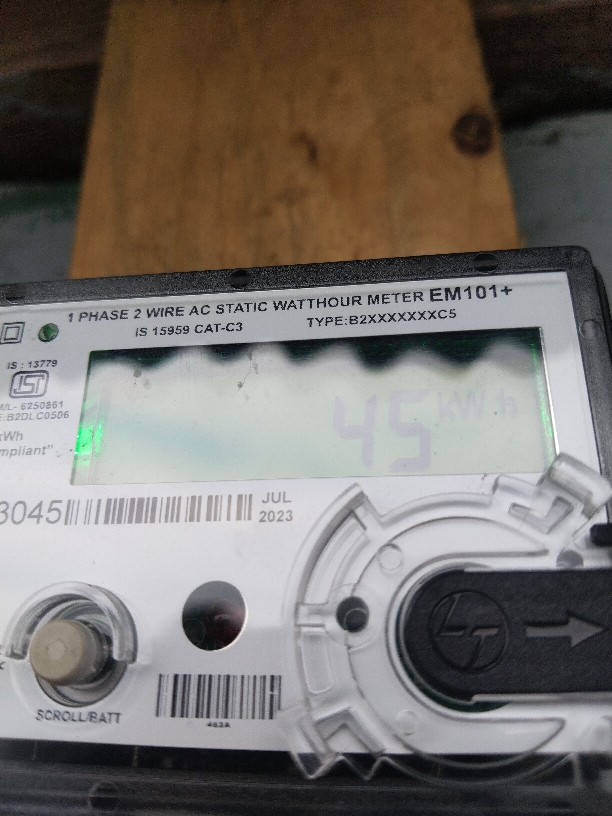 1 PHASE 2 WIRE AC STATIC WATTHOUR METER EM101+
IS 15959 CAT-C3 TYPE:B2XXXXXXXC5
IS : 13779
M/L- 6250861
E:B2DLC0506
kWh
mpliant"
45 kWh
3045
JUL
2023
SCROLL/BATT
463A
LT